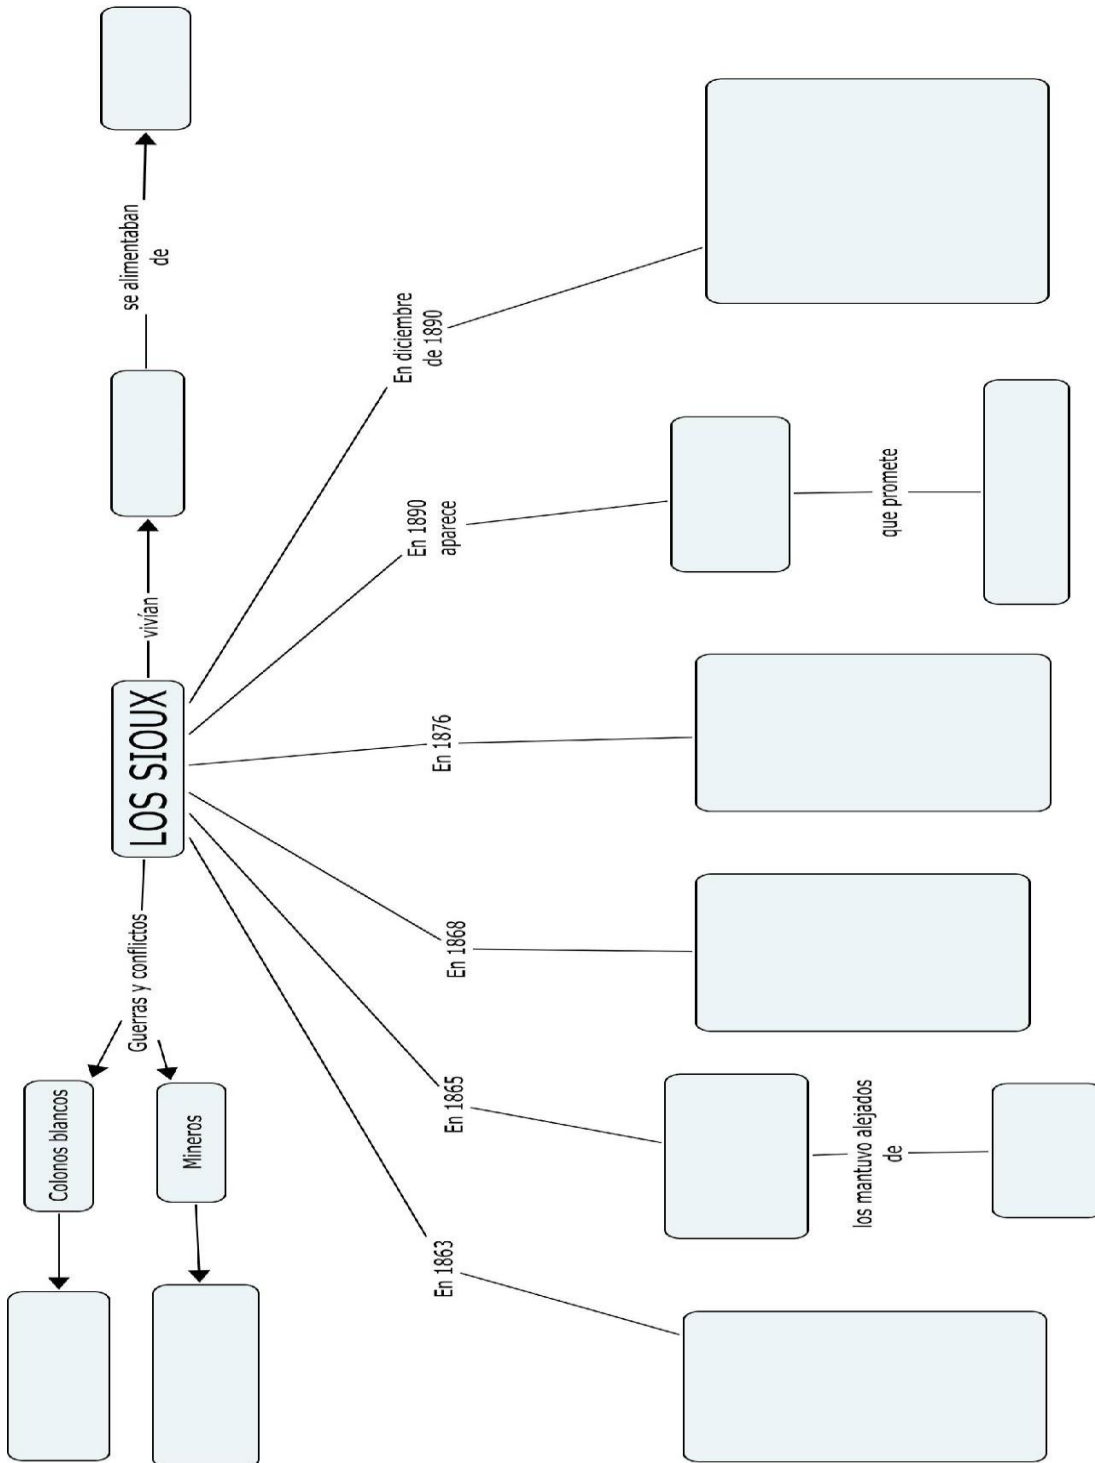 LOS SIOUX
Guerras y conflictos
Colonos blancos
Mineros
vivían
se alimentaban
de
En 1863
En 1865
los mantuvo alejados
de
En 1868
En 1876
En 1890
aparece
que promete
En diciembre
de 1890